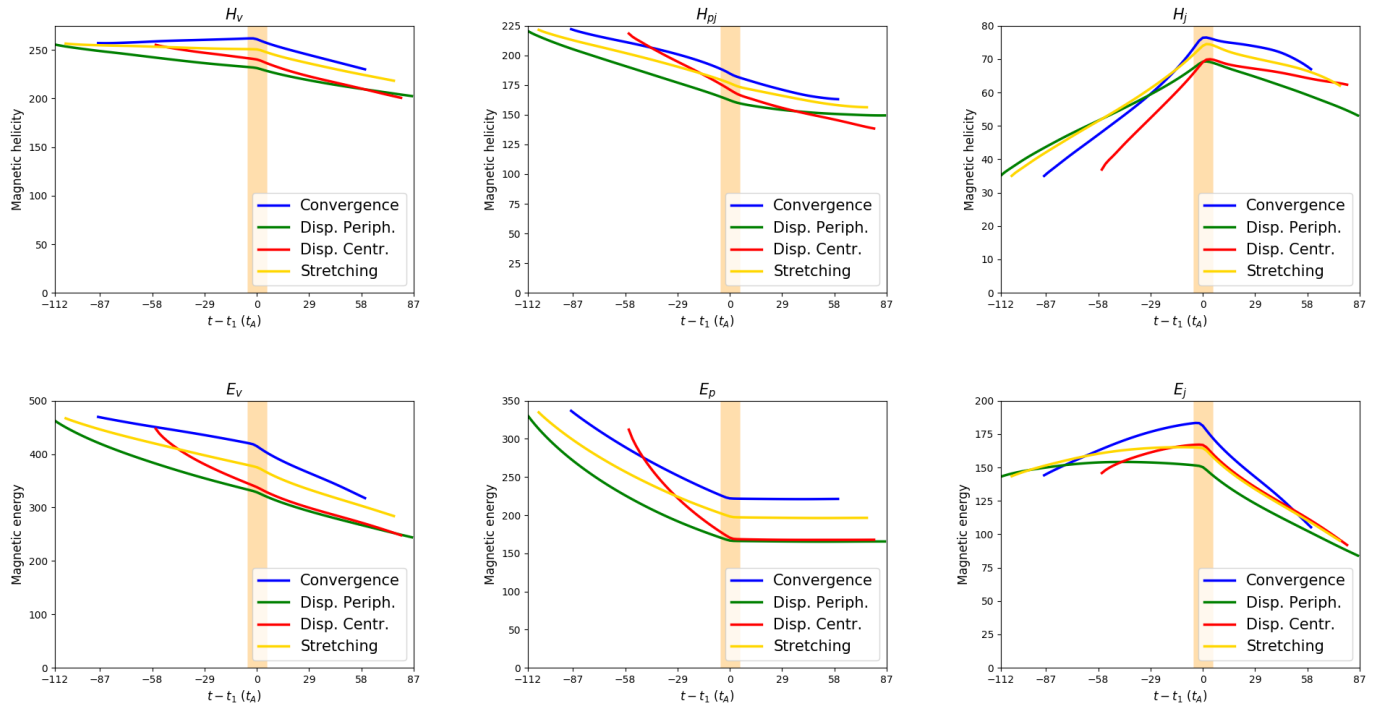 H_v
Magnetic helicity
250
200
150
100
50
0
−112 −87 −58 −29 0 29 58 87
t − t_1 (t_A)
Convergence
Disp. Periph.
Disp. Centr.
Stretching
H_pj
Magnetic helicity
225
200
175
150
125
100
75
50
25
0
−112 −87 −58 −29 0 29 58 87
t − t_1 (t_A)
Convergence
Disp. Periph.
Disp. Centr.
Stretching
H_j
Magnetic helicity
80
70
60
50
40
30
20
10
0
−112 −87 −58 −29 0 29 58 87
t − t_1 (t_A)
Convergence
Disp. Periph.
Disp. Centr.
Stretching
E_v
Magnetic energy
500
400
300
200
100
0
−112 −87 −58 −29 0 29 58 87
t − t_1 (t_A)
Convergence
Disp. Periph.
Disp. Centr.
Stretching
E_p
Magnetic energy
350
300
250
200
150
100
50
0
−112 −87 −58 −29 0 29 58 87
t − t_1 (t_A)
Convergence
Disp. Periph.
Disp. Centr.
Stretching
E_j
Magnetic energy
200
175
150
125
100
75
50
25
0
−112 −87 −58 −29 0 29 58 87
t − t_1 (t_A)
Convergence
Disp. Periph.
Disp. Centr.
Stretching